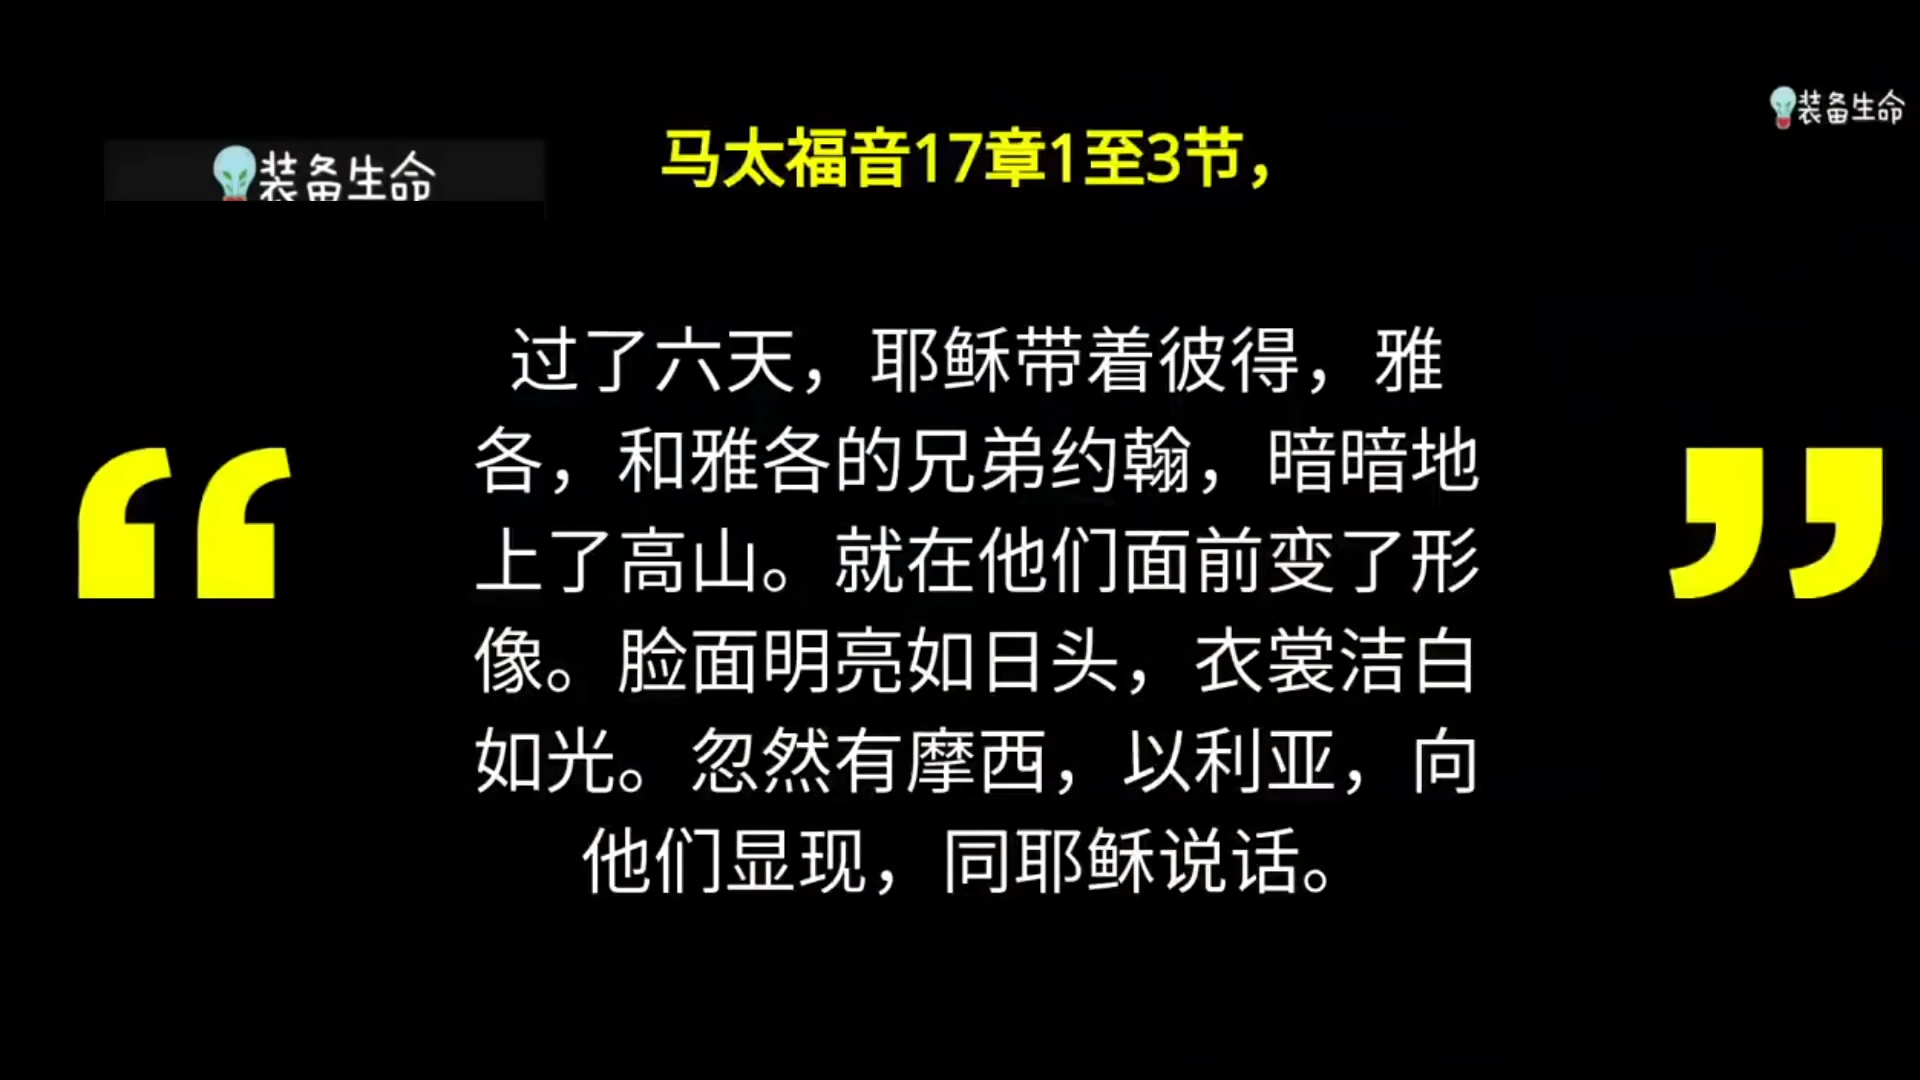 装备生命
马太福音17章1至3节，
装备生命
过了六天，耶稣带着彼得，雅
各，和雅各的兄弟约翰，暗暗地
上了高山。就在他们面前变了形
像。脸面明亮如日头，衣裳洁白
如光。忽然有摩西，以利亚，向
他们显现，同耶稣说话。